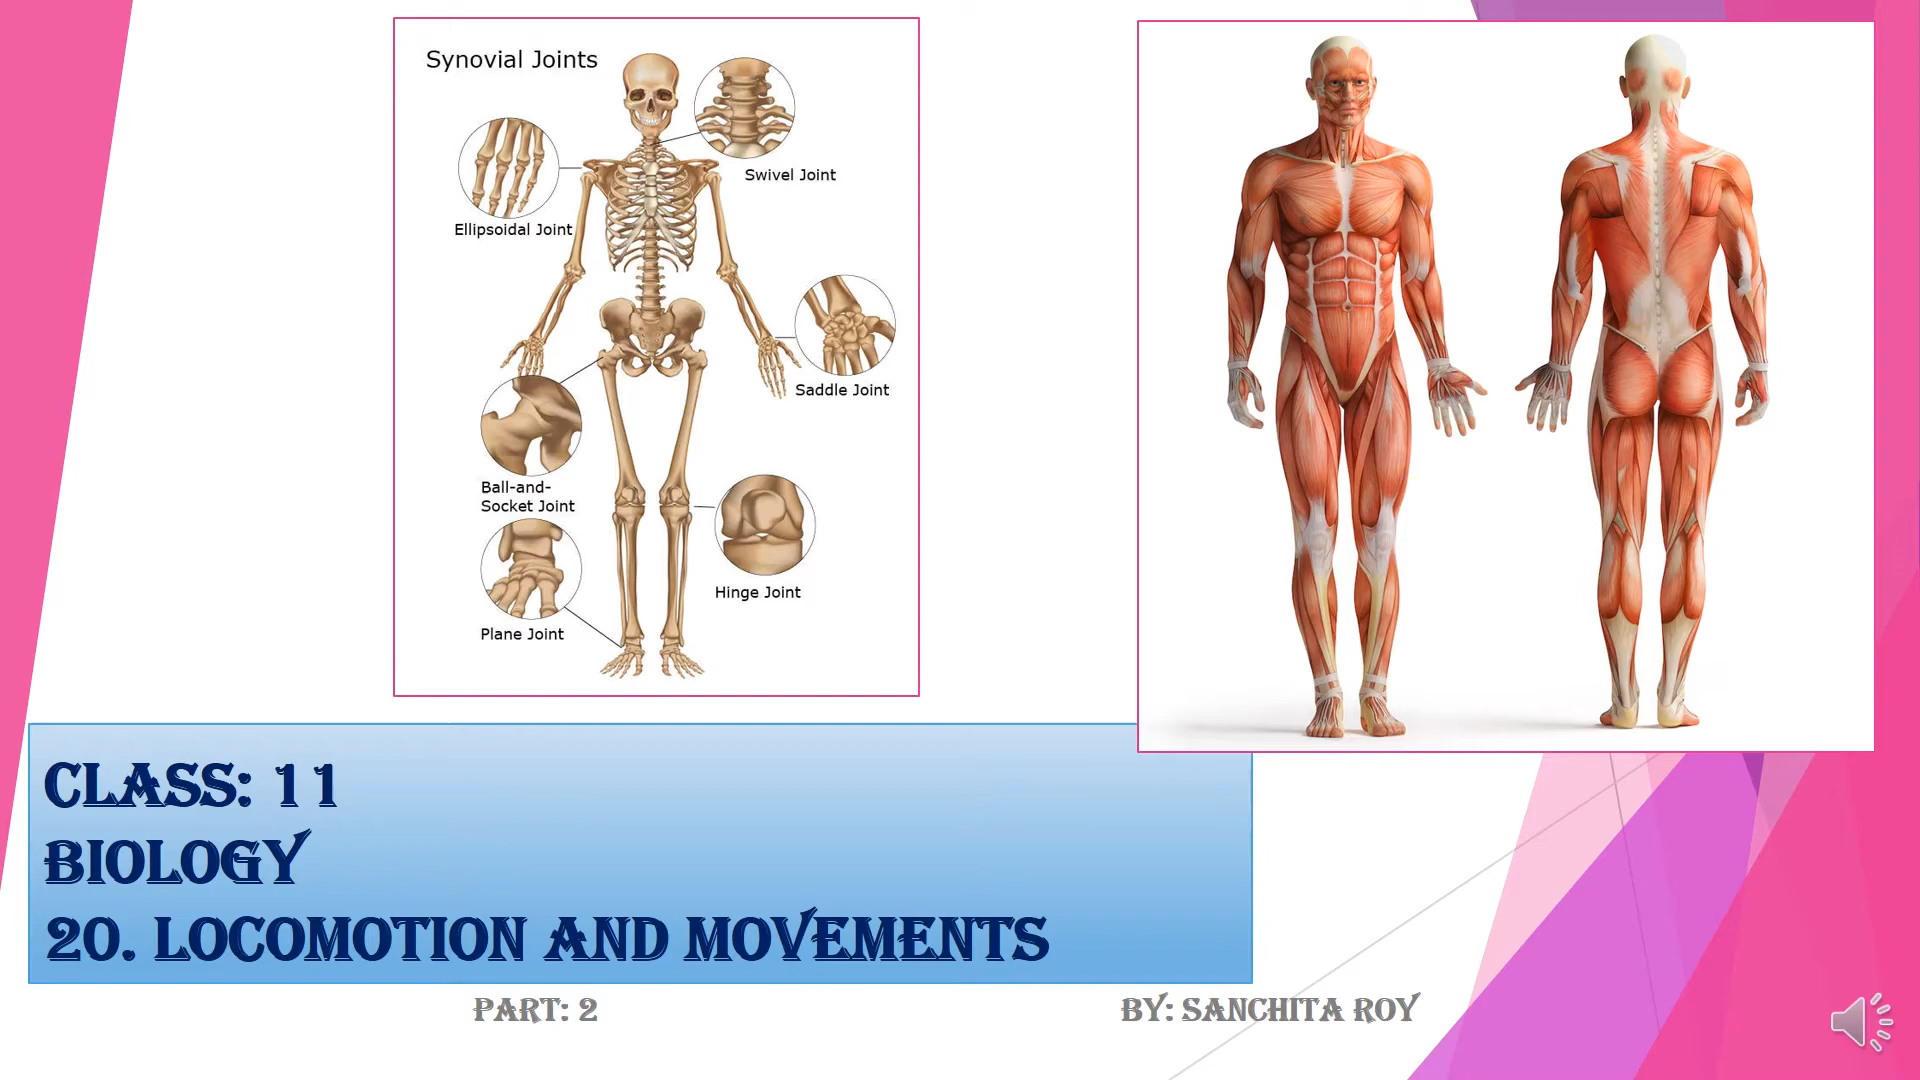 Synovial Joints
Swivel Joint
Ellipsoidal Joint
Saddle Joint
Ball-and-
Socket Joint
Hinge Joint
Plane Joint
CLASS: 11
BIOLOGY
20. LOCOMOTION AND MOVEMENTS
PART: 2
BY: SANCHITA ROY